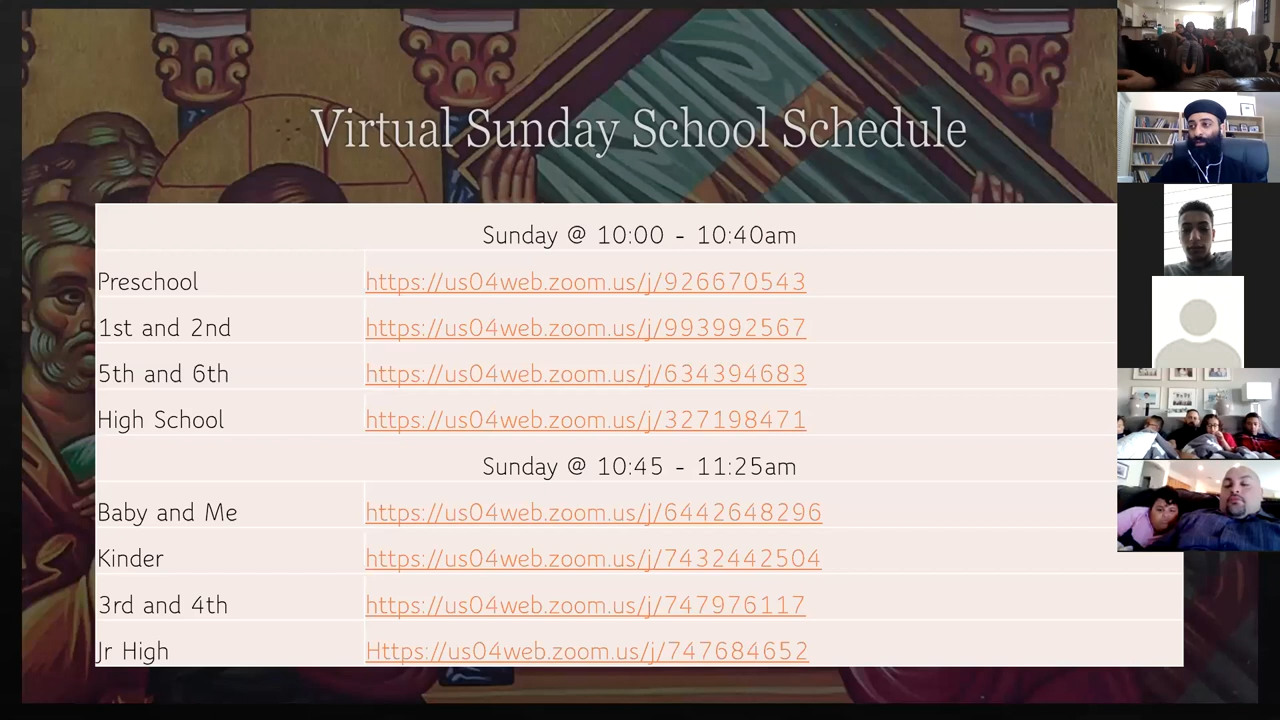 Virtual Sunday School Schedule
Sunday @ 10:00 - 10:40am
Preschool https://us04web.zoom.us/j/926670543
1st and 2nd https://us04web.zoom.us/j/993992567
5th and 6th https://us04web.zoom.us/j/634394683
High School https://us04web.zoom.us/j/327198471
Sunday @ 10:45 - 11:25am
Baby and Me https://us04web.zoom.us/j/6442648296
Kinder https://us04web.zoom.us/j/7432442504
3rd and 4th https://us04web.zoom.us/j/747976117
Jr High Https://us04web.zoom.us/j/747684652